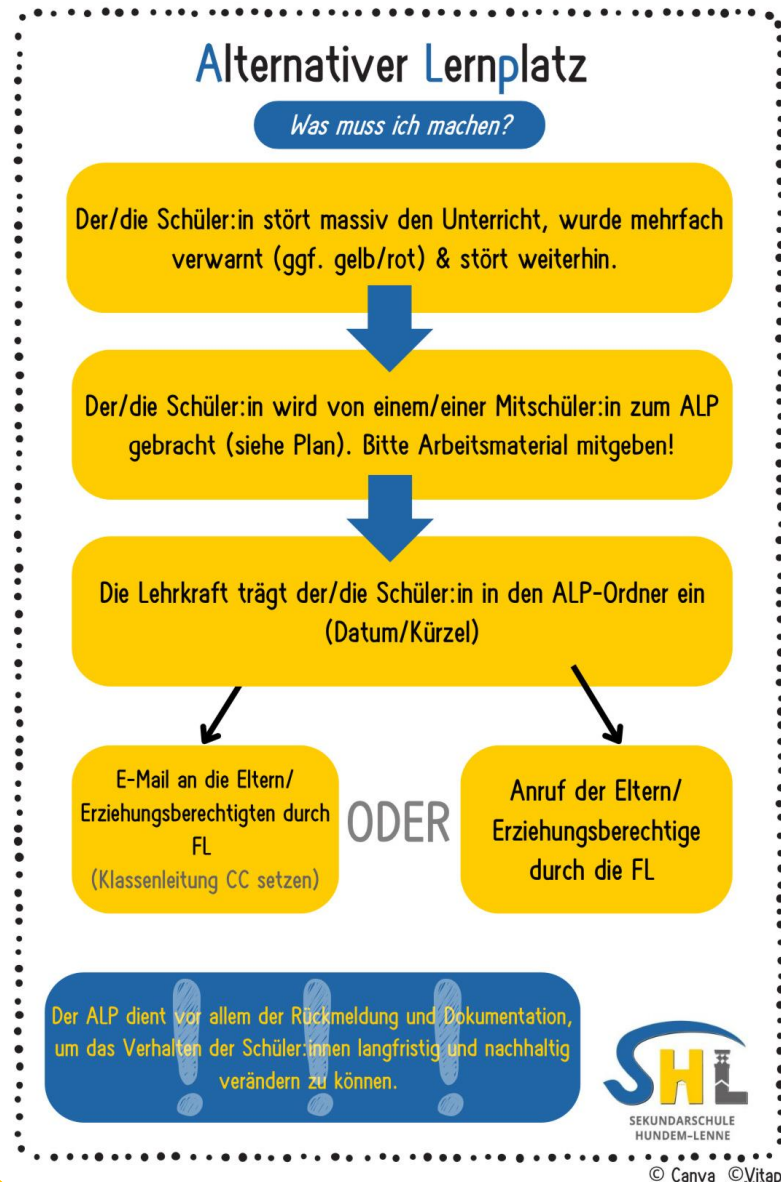 Alternativer Lernplatz
Was muss ich machen?
Der/die Schüler:in stört massiv den Unterricht, wurde mehrfach
verwarnt (ggf. gelb/rot) & stört weiterhin.
Der/die Schüler:in wird von einem/einer Mitschüler:in zum ALP
gebracht (siehe Plan). Bitte Arbeitsmaterial mitgeben!
Die Lehrkraft trägt der/die Schüler:in in den ALP-Ordner ein
(Datum/Kürzel)
E-Mail an die Eltern/
Erziehungsberechtigten durch
FL
(Klassenleitung CC setzen)
ODER
Anruf der Eltern/
Erziehungsberechtige
durch die FL
Der ALP dient vor allem der Rückmeldung und Dokumentation,
um das Verhalten der Schüler:innen langfristig und nachhaltig
verändern zu können.
! ! !
SHL
SEKUNDARSCHULE
HUNDEM-LENNE
© Canva ©Vitap